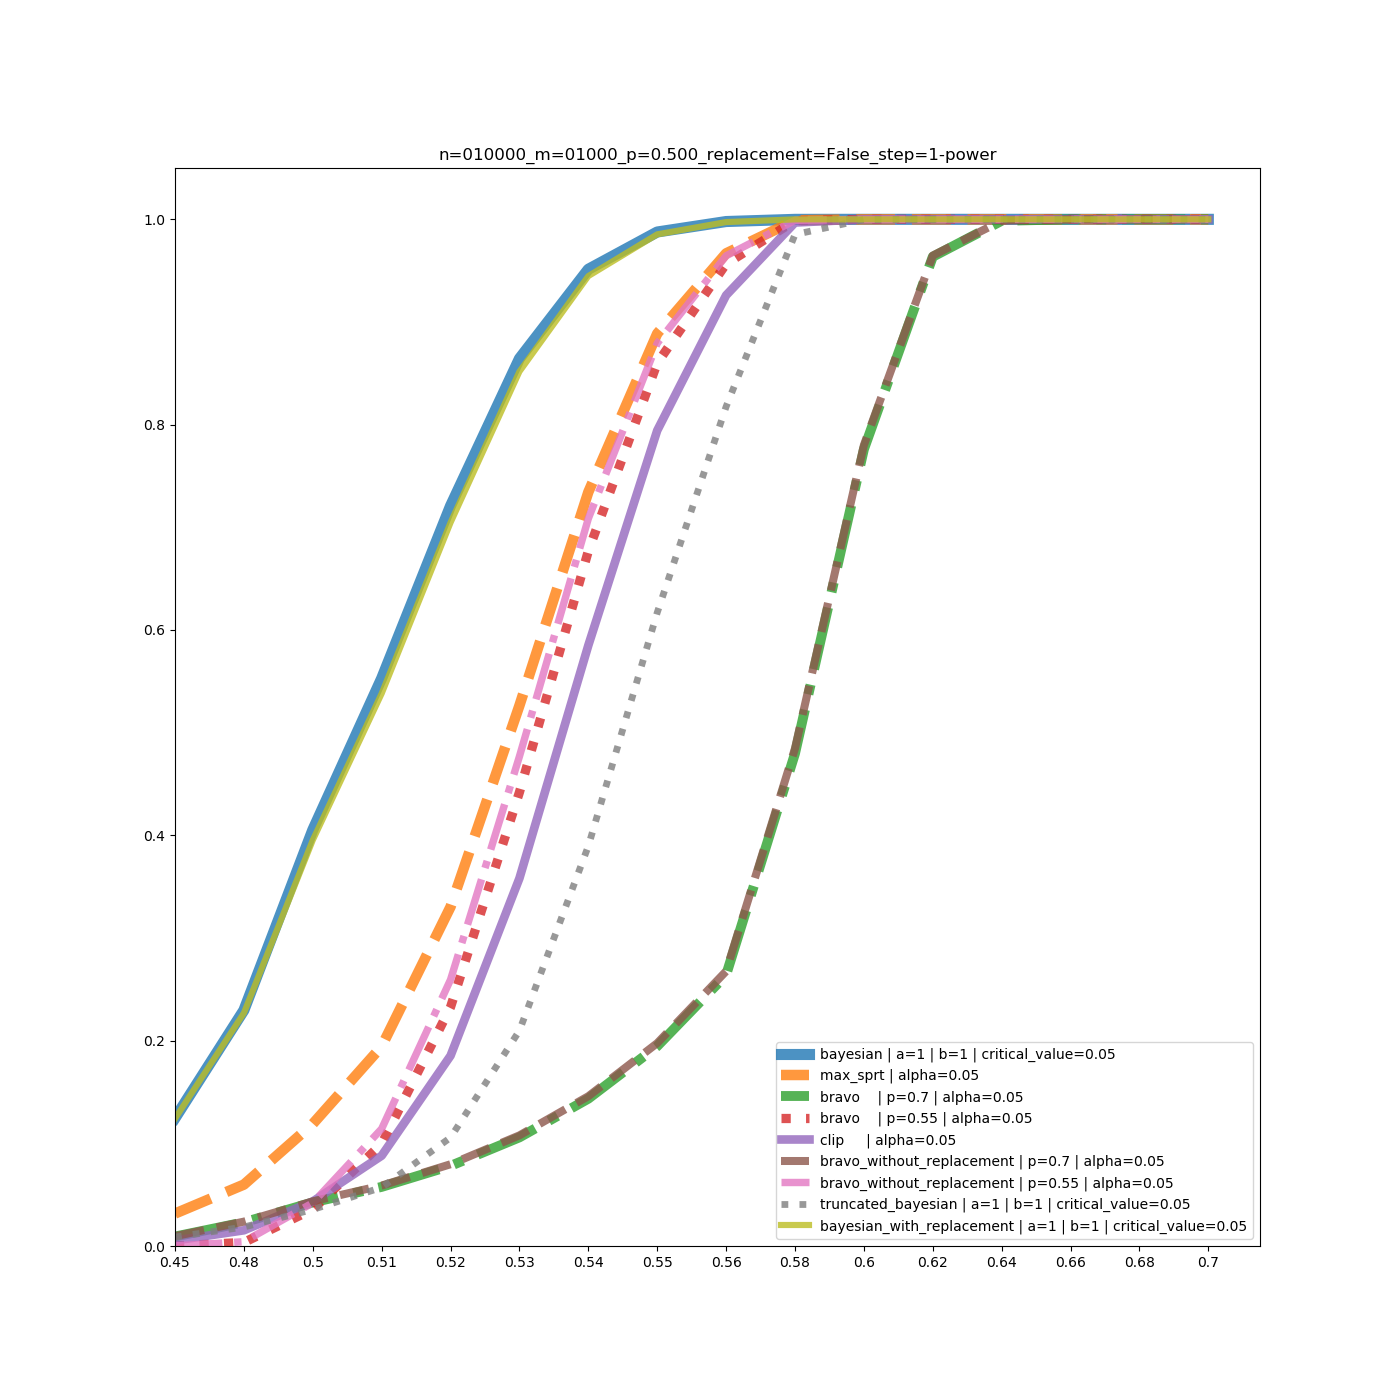 n=010000_m=01000_p=0.500_replacement=False_step=1-power
1.0
0.8
0.6
0.4
0.2
0.0
0.45 0.48 0.5 0.51 0.52 0.53 0.54 0.55 0.56 0.58 0.6 0.62 0.64 0.66 0.68 0.7
bayesian | a=1 | b=1 | critical_value=0.05
max_sprt | alpha=0.05
bravo    | p=0.7 | alpha=0.05
bravo    | p=0.55 | alpha=0.05
clip     | alpha=0.05
bravo_without_replacement | p=0.7 | alpha=0.05
bravo_without_replacement | p=0.55 | alpha=0.05
truncated_bayesian | a=1 | b=1 | critical_value=0.05
bayesian_with_replacement | a=1 | b=1 | critical_value=0.05